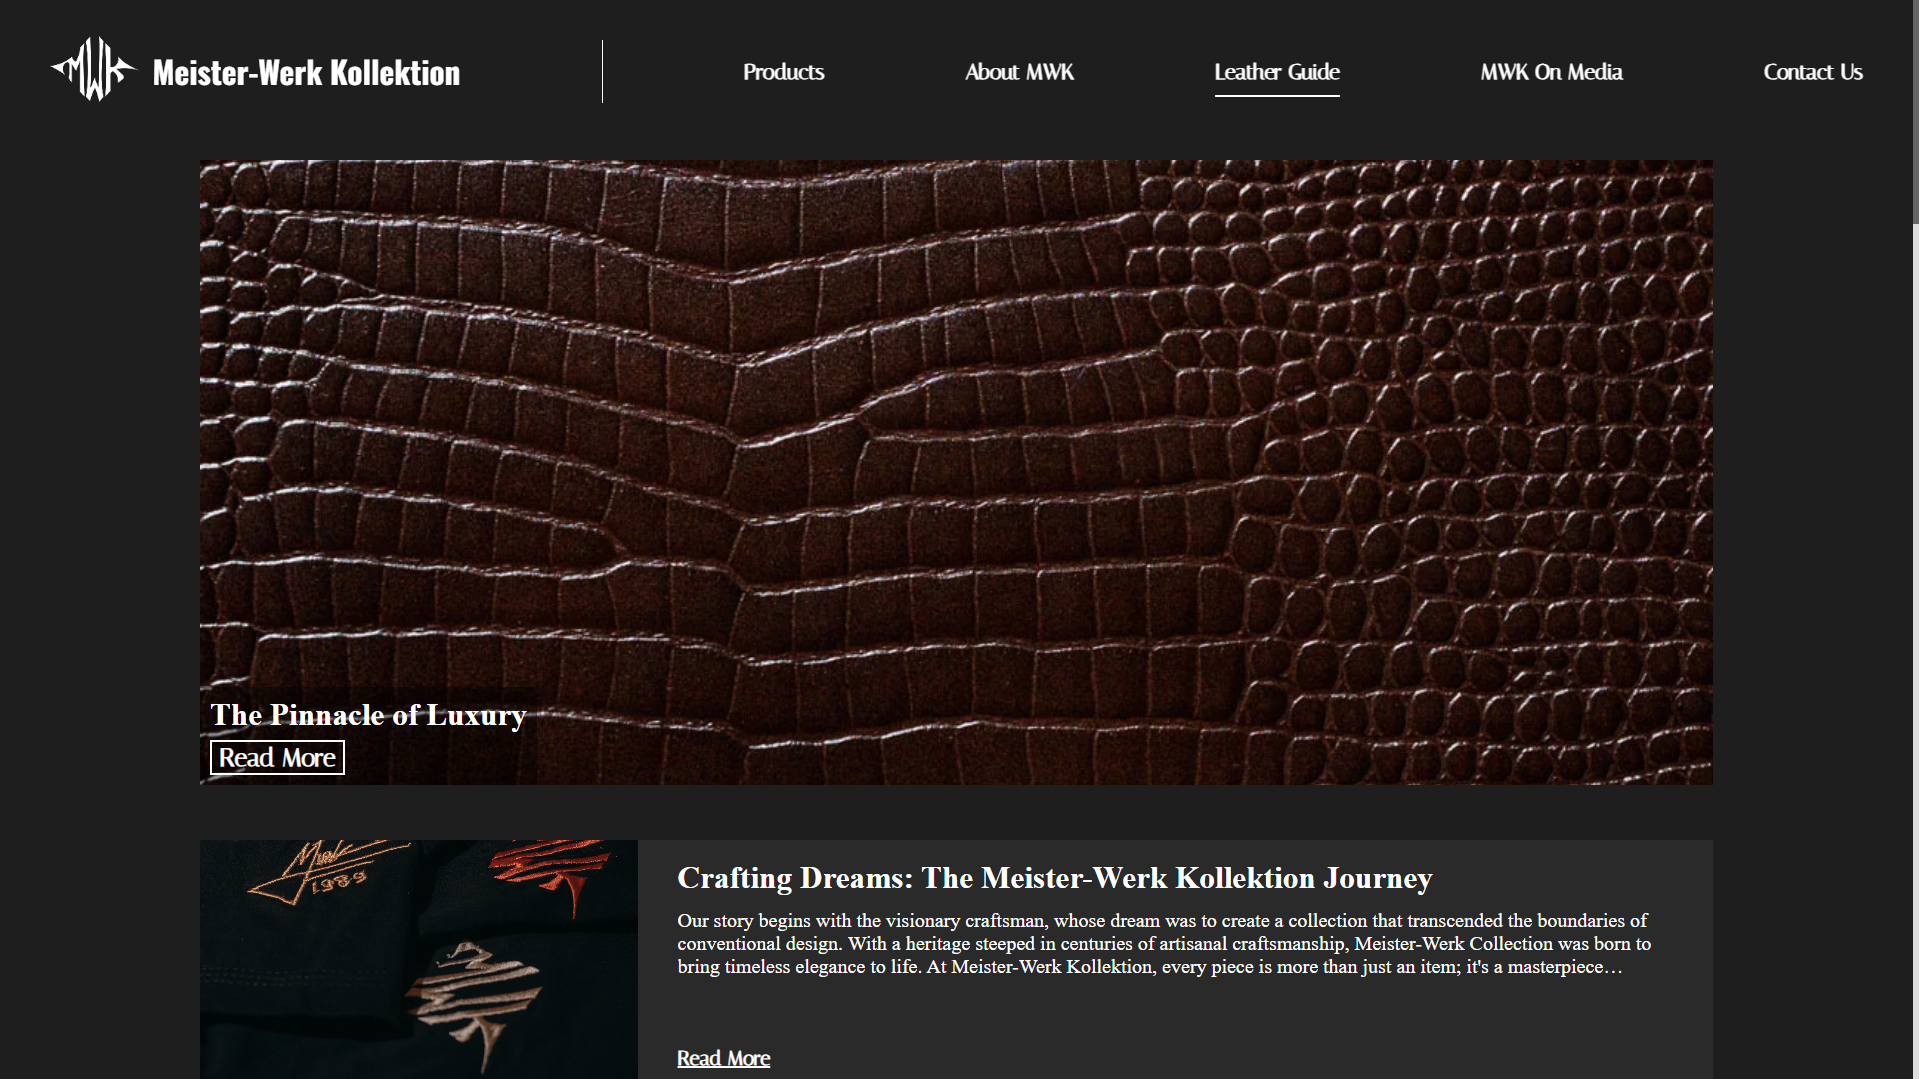 MWK Meister-Werk Kollektion
Products
About MWK
Leather Guide
MWK On Media
Contact Us
The Pinnacle of Luxury
Read More
MWK
1989
Crafting Dreams: The Meister-Werk Kollektion Journey
Our story begins with the visionary craftsman, whose dream was to create a collection that transcended the boundaries of
conventional design. With a heritage steeped in centuries of artisanal craftsmanship, Meister-Werk Collection was born to
bring timeless elegance to life. At Meister-Werk Kollektion, every piece is more than just an item; it's a masterpiece…
Read More